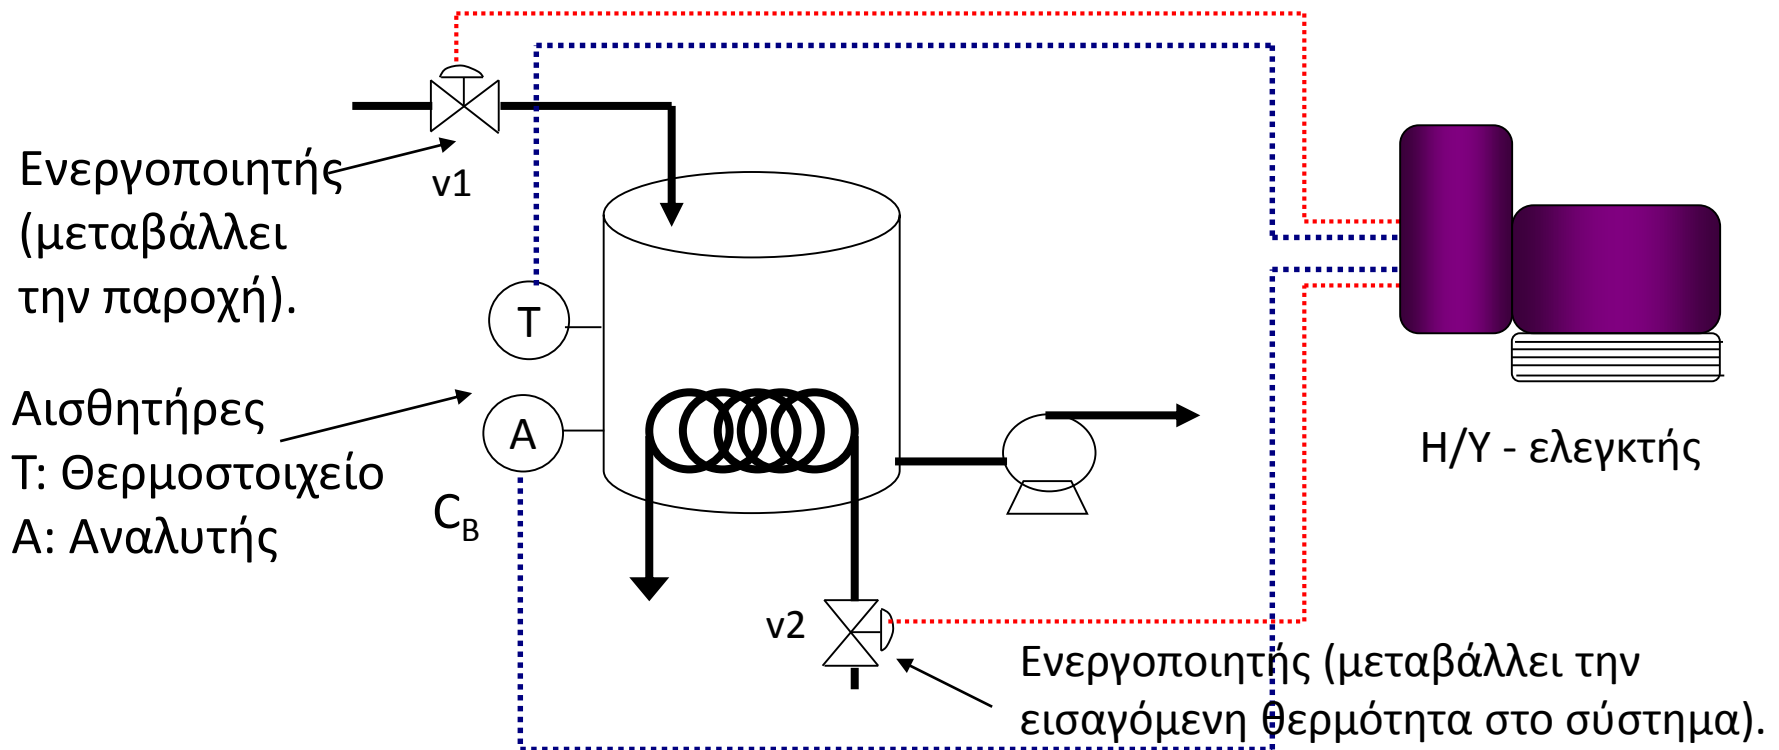 Ενεργοποιητής
(μεταβάλλει
την παροχή).
v1
T
Αισθητήρες
Τ: Θερμοστοιχείο
Α: Αναλυτής
A
C_B
Η/Υ - ελεγκτής
v2
Ενεργοποιητής (μεταβάλλει την
εισαγόμενη θερμότητα στο σύστημα).